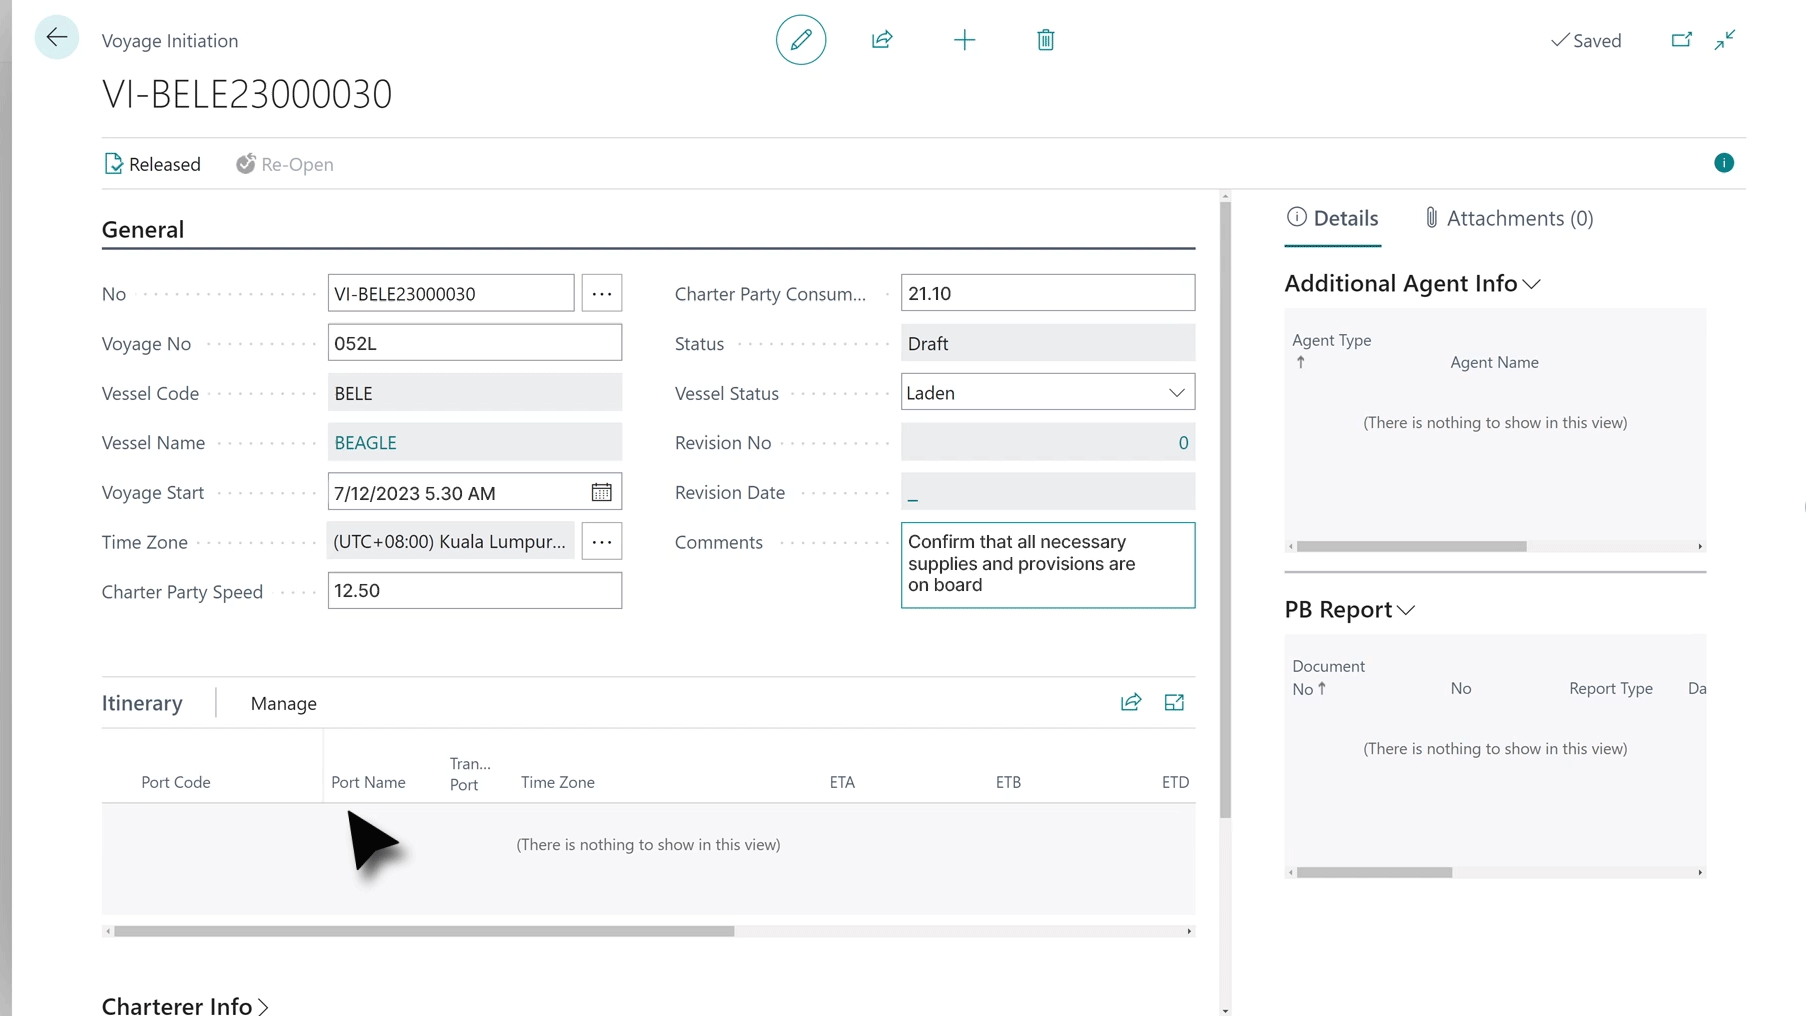 Voyage Initiation
Saved
VI-BELE23000030
Released
Re-Open
General
No
VI-BELE23000030
Voyage No
052L
Vessel Code
BELE
Vessel Name
BEAGLE
Voyage Start
7/12/2023 5.30 AM
Time Zone
(UTC+08:00) Kuala Lumpur...
Charter Party Speed
12.50
Charter Party Consum...
21.10
Status
Draft
Vessel Status
Laden
Revision No
0
Revision Date
_
Comments
Confirm that all necessary
supplies and provisions are
on board
Itinerary
Manage
Port Code
Port Name
Tran...
Port
Time Zone
ETA
ETB
ETD
(There is nothing to show in this view)
Charterer Info
Details
Attachments (0)
Additional Agent Info
Agent Type
Agent Name
(There is nothing to show in this view)
PB Report
Document
No
No
Report Type
Da
(There is nothing to show in this view)